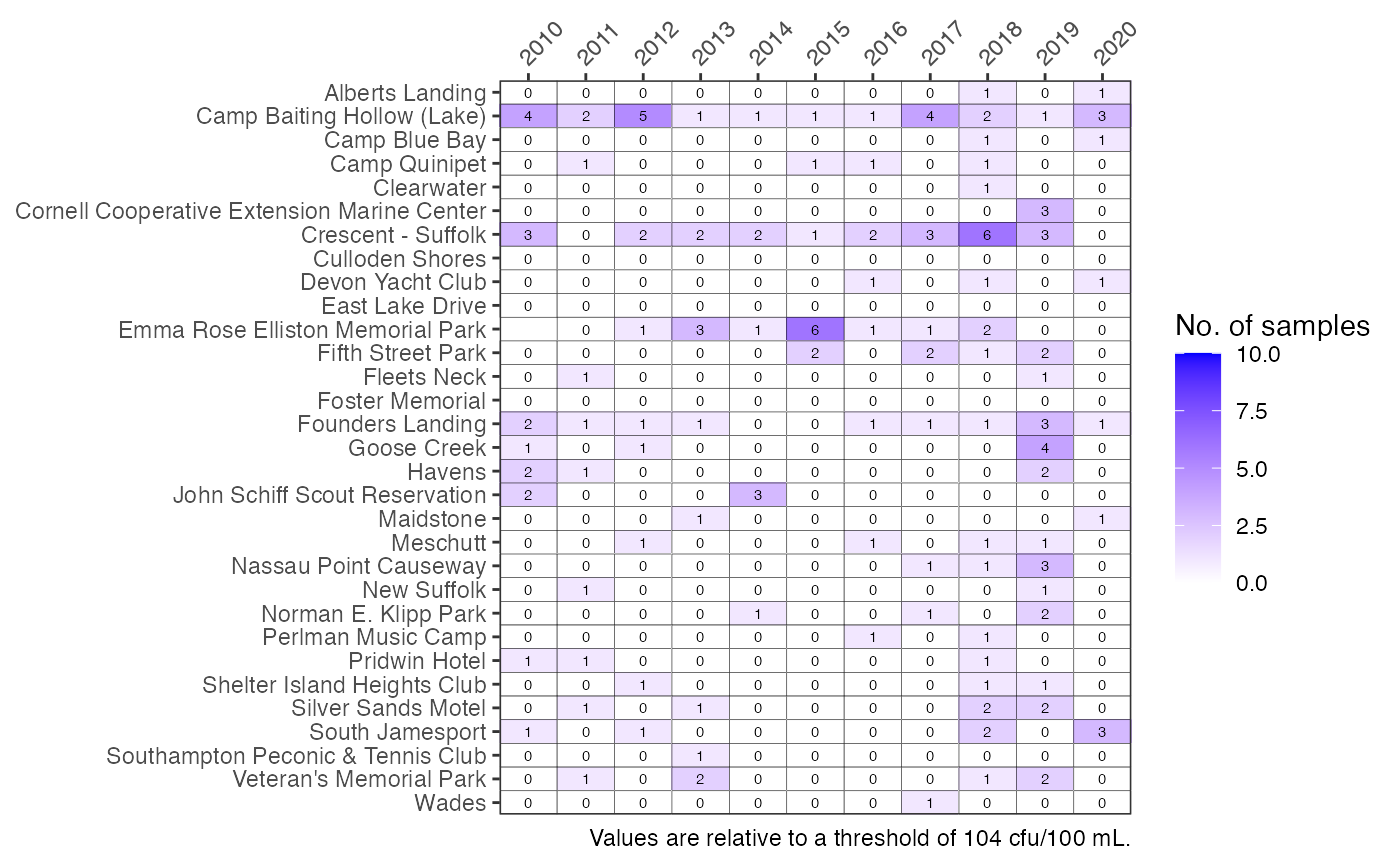 2010 2011 2012 2013 2014 2015 2016 2017 2018 2019 2020
Alberts Landing 0 0 0 0 0 0 0 0 1 0 1
Camp Baiting Hollow (Lake) 4 2 5 1 1 1 1 4 2 1 3
Camp Blue Bay 0 0 0 0 0 0 0 0 1 0 1
Camp Quinipet 0 1 0 0 0 1 1 0 1 0 0
Clearwater 0 0 0 0 0 0 0 0 1 0 0
Cornell Cooperative Extension Marine Center 0 0 0 0 0 0 0 0 0 3 0
Crescent - Suffolk 3 0 2 2 2 1 2 3 6 3 0
Culloden Shores 0 0 0 0 0 0 0 0 0 0 0
Devon Yacht Club 0 0 0 0 0 0 1 0 1 0 1
East Lake Drive 0 0 0 0 0 0 0 0 0 0 0
Emma Rose Elliston Memorial Park 0 1 3 1 6 1 1 2 0 0
Fifth Street Park 0 0 0 0 0 2 0 2 1 2 0
Fleets Neck 0 1 0 0 0 0 0 0 0 1 0
Foster Memorial 0 0 0 0 0 0 0 0 0 0 0
Founders Landing 2 1 1 1 0 0 1 1 1 3 1
Goose Creek 1 0 1 0 0 0 0 0 0 4 0
Havens 2 1 0 0 0 0 0 0 0 2 0
John Schiff Scout Reservation 2 0 0 0 3 0 0 0 0 0 0
Maidstone 0 0 0 1 0 0 0 0 0 0 1
Meschutt 0 0 1 0 0 0 1 0 1 1 0
Nassau Point Causeway 0 0 0 0 0 0 0 1 1 3 0
New Suffolk 0 1 0 0 0 0 0 0 0 1 0
Norman E. Klipp Park 0 0 0 0 1 0 0 1 0 2 0
Perlman Music Camp 0 0 0 0 0 0 1 0 1 0 0
Pridwin Hotel 1 1 0 0 0 0 0 0 1 0 0
Shelter Island Heights Club 0 0 1 0 0 0 0 0 1 1 0
Silver Sands Motel 0 1 0 1 0 0 0 0 2 2 0
South Jamesport 1 0 1 0 0 0 0 0 2 0 3
Southampton Peconic & Tennis Club 0 0 0 1 0 0 0 0 0 0 0
Veteran's Memorial Park 0 1 0 2 0 0 0 0 1 2 0
Wades 0 0 0 0 0 0 0 1 0 0 0
Values are relative to a threshold of 104 cfu/100 mL.
No. of samples
10.0
7.5
5.0
2.5
0.0